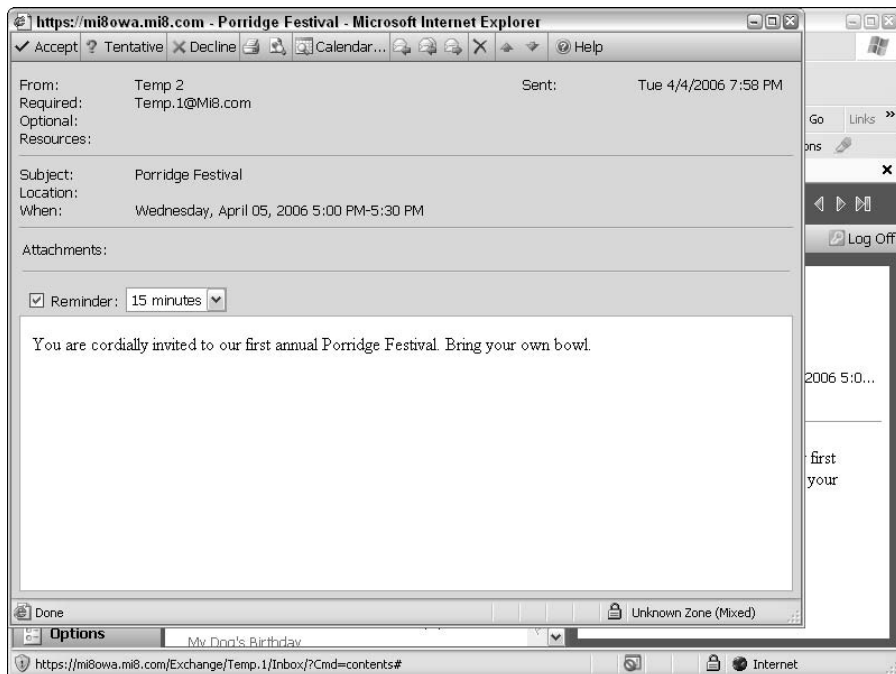 https://mi8owa.mi8.com - Porridge Festival - Microsoft Internet Explorer
Accept ? Tentative Decline Calendar... Help
From: Temp 2 Sent: Tue 4/4/2006 7:58 PM
Required: Temp.1@Mi8.com
Optional:
Resources:
Subject: Porridge Festival
Location:
When: Wednesday, April 05, 2006 5:00 PM-5:30 PM
Attachments:
Reminder: 15 minutes
You are cordially invited to our first annual Porridge Festival. Bring your own bowl.
Done Unknown Zone (Mixed)
Go Links »
ons
Log Off
2006 5:0...
first
your
Options My Dog's Birthday
https://mi8owa.mi8.com/Exchange/Temp.1/Inbox/?Cmd=contents# Internet